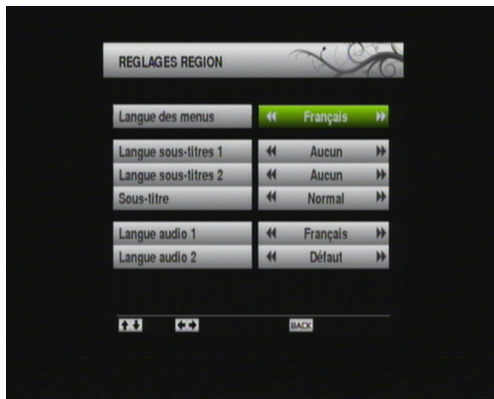 REGLAGES REGION
Langue des menus Français
Langue sous-titres 1 Aucun
Langue sous-titres 2 Aucun
Sous-titre Normal
Langue audio 1 Français
Langue audio 2 Défaut
BACK